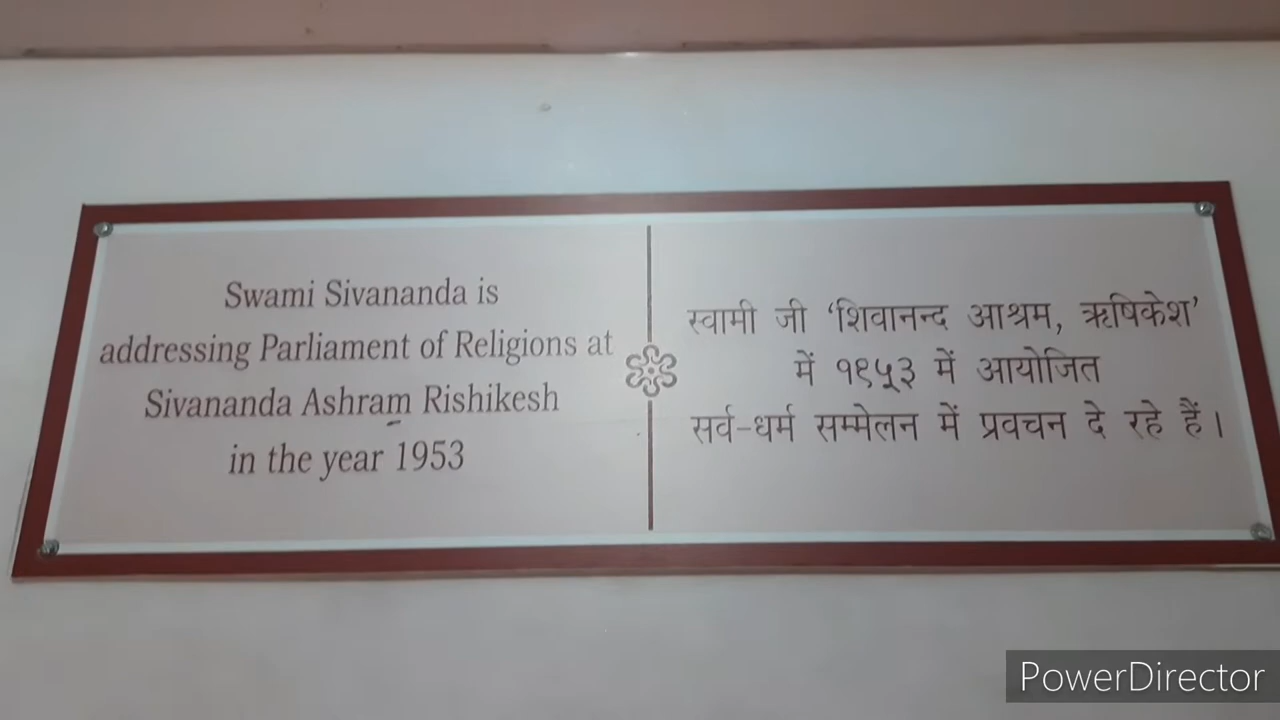 Swami Sivananda is
addressing Parliament of Religions at
Sivananda Ashram Rishikesh
in the year 1953
स्वामी जी ‘शिवानन्द आश्रम, ऋषिकेश’
में १९५३ में आयोजित
सर्व-धर्म सम्मेलन में प्रवचन दे रहे हैं।
PowerDirector